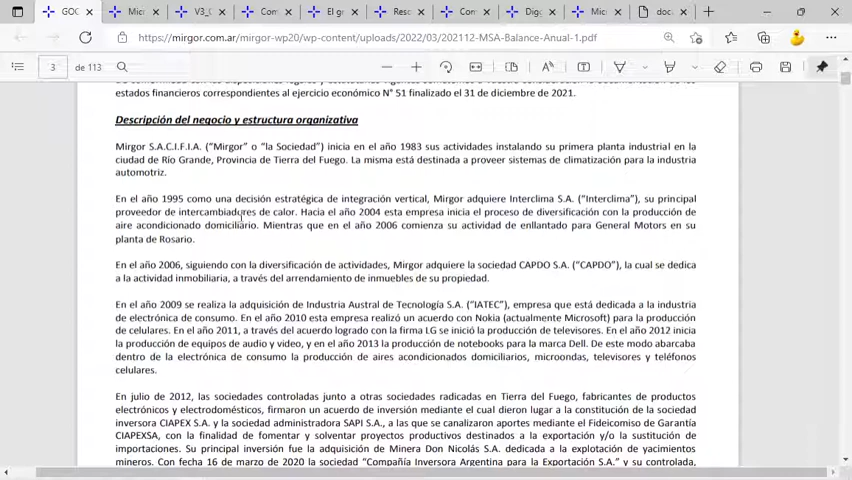 GOC
Micr
V3_0
Com
El gr
Reso
Com
Digg
Micr
docu
https://mirgor.com.ar/mirgor-wp20/wp-content/uploads/2022/03/202112-MSA-Balance-Anual-1.pdf
3 de 113
estados financieros correspondientes al ejercicio económico N° 51 finalizado el 31 de diciembre de 2021.
Descripción del negocio y estructura organizativa
Mirgor S.A.C.I.F.I.A. (“Mirgor” o “la Sociedad”) inicia en el año 1983 sus actividades instalando su primera planta industrial en la
ciudad de Río Grande, Provincia de Tierra del Fuego. La misma está destinada a proveer sistemas de climatización para la industria
automotriz.
En el año 1995 como una decisión estratégica de integración vertical, Mirgor adquiere Interclima S.A. (“Interclima”), su principal
proveedor de intercambiadores de calor. Hacia el año 2004 esta empresa inicia el proceso de diversificación con la producción de
aire acondicionado domiciliario. Mientras que en el año 2006 comienza su actividad de enllantado para General Motors en su
planta de Rosario.
En el año 2006, siguiendo con la diversificación de actividades, Mirgor adquiere la sociedad CAPDO S.A. (“CAPDO”), la cual se dedica
a la actividad inmobiliaria, a través del arrendamiento de inmuebles de su propiedad.
En el año 2009 se realiza la adquisición de Industria Austral de Tecnología S.A. (“IATEC”), empresa que está dedicada a la industria
de electrónica de consumo. En el año 2010 esta empresa realizó un acuerdo con Nokia (actualmente Microsoft) para la producción
de celulares. En el año 2011, a través del acuerdo logrado con la firma LG se inició la producción de televisores. En el año 2012 inicia
la producción de equipos de audio y video, y en el año 2013 la producción de notebooks para la marca Dell. De este modo abarcaba
dentro de la electrónica de consumo la producción de aires acondicionados domiciliarios, microondas, televisores y teléfonos
celulares.
En julio de 2012, las sociedades controladas junto a otras sociedades radicadas en Tierra del Fuego, fabricantes de productos
electrónicos y electrodomésticos, firmaron un acuerdo de inversión mediante el cual dieron lugar a la constitución de la sociedad
inversora CIAPEX S.A. y la sociedad administradora SAPI S.A., a las que se canalizaron aportes mediante el Fideicomiso de Garantía
CIAPEXSA, con la finalidad de fomentar y solventar proyectos productivos destinados a la exportación y/o la sustitución de
importaciones. Su principal inversión fue la adquisición de Minera Don Nicolás S.A. dedicada a la explotación de yacimientos
mineros. Con fecha 16 de marzo de 2020 la sociedad “Compañía Inversora Argentina para la Exportación S.A.” y su controlada,